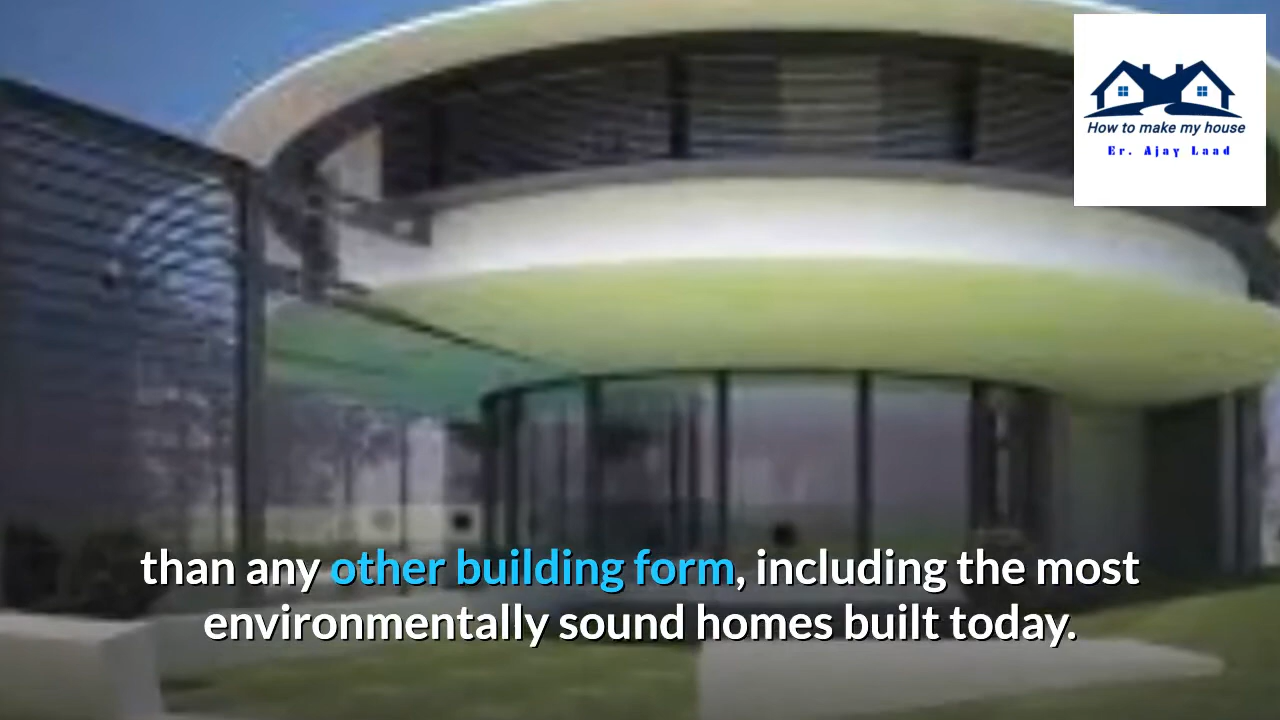 How to make my house
Er. Ajay Laad
than any other building form, including the most
environmentally sound homes built today.